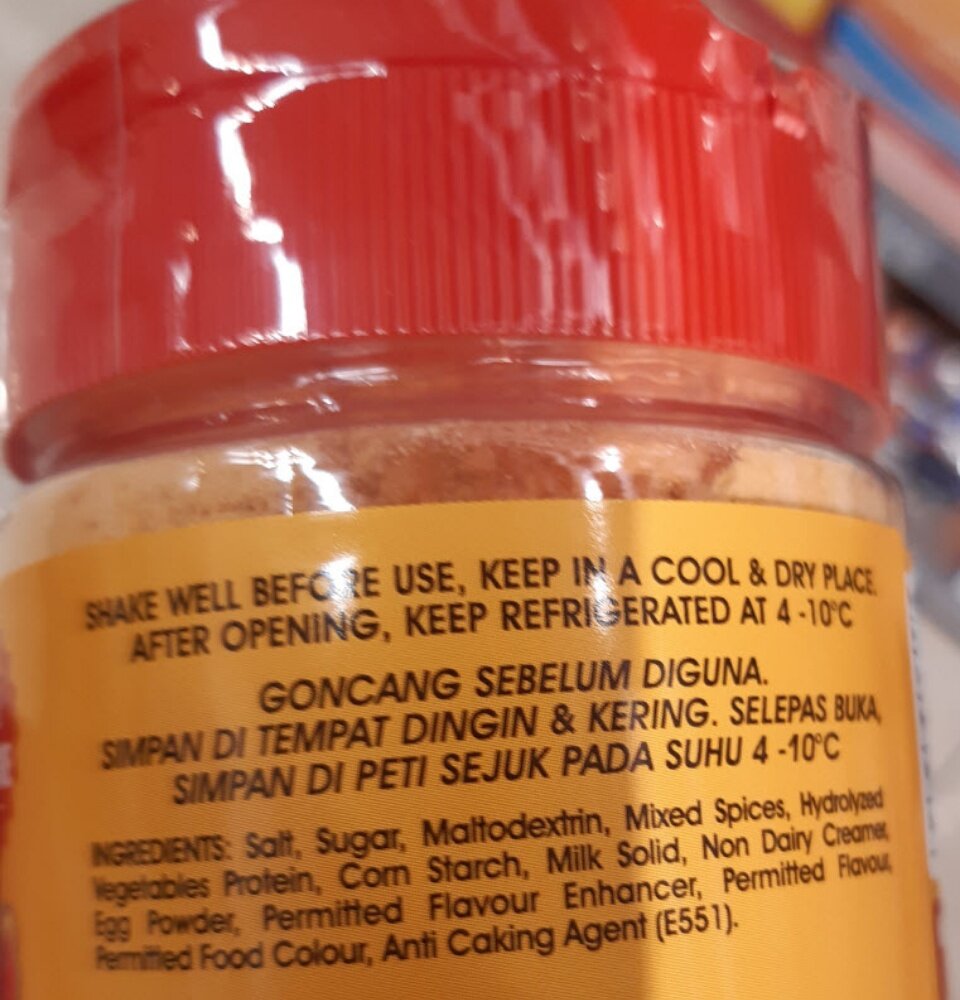 SHAKE WELL BEFORE USE, KEEP IN A COOL & DRY PLACE.
AFTER OPENING, KEEP REFRIGERATED AT 4 -10°C
GONCANG SEBELUM DIGUNA.
SIMPAN DI TEMPAT DINGIN & KERING. SELEPAS BUKA,
SIMPAN DI PETI SEJUK PADA SUHU 4 -10°C
INGREDIENTS: Salt, Sugar, Maltodextrin, Mixed Spices, Hydrolyzed
Vegetables Protein, Corn Starch, Milk Solid, Non Dairy Creamer,
Egg Powder, Permitted Flavour Enhancer, Permitted Flavour,
Permitted Food Colour, Anti Caking Agent (E551).